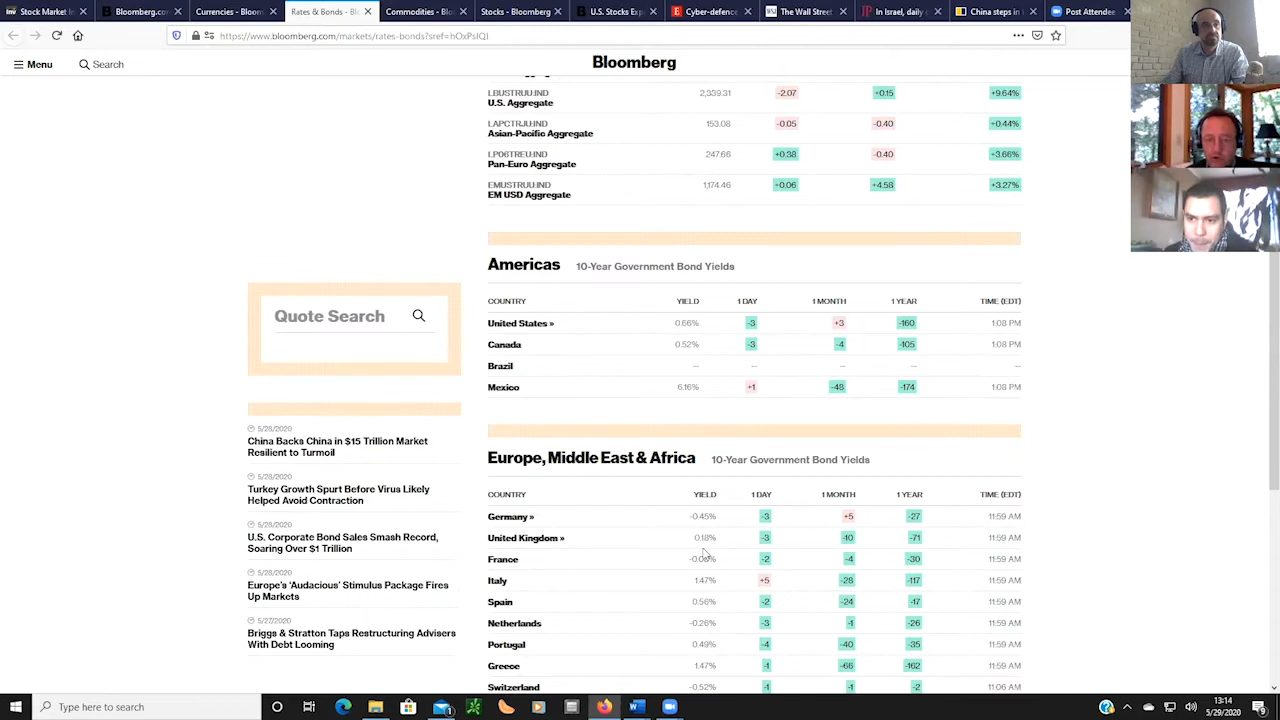 Stock Market In
Bloomberg.com
Currencies - Bloom
Rates & Bonds - Bl
Commodities - Blo
Stocks - Bloomber
U.S. Stocks Esp
Cyber-driv
The Wall Street
In Israel, daily c
China steps in
Post Attendee
https://www.bloomberg.com/markets/rates-bonds?sref=
Menu
Search
Bloomberg
LBUSTRUU:IND 2,339.31 -2.07 +0.15 +9.64%
U.S. Aggregate
LAPCTRJU:IND 153.08 -0.05 -0.40 +0.44%
Asian-Pacific Aggregate
LP06TREU:IND 247.66 +0.38 -0.40 +3.66%
Pan-Euro Aggregate
EMUSTRUU:IND 1,174.46 +0.06 +4.58 +3.27%
EM USD Aggregate
Americas 10-Year Government Bond Yields
COUNTRY YIELD 1 DAY 1 MONTH 1 YEAR TIME (EDT)
United States » 0.66% -3 +3 -160 1:08 PM
Canada 0.52% -3 -4 -105 1:08 PM
Brazil -- -- -- -- --
Mexico 6.16% +1 -48 -174 1:08 PM
Europe, Middle East & Africa 10-Year Government Bond Yields
COUNTRY YIELD 1 DAY 1 MONTH 1 YEAR TIME (EDT)
Germany » -0.45% -3 +5 -27 11:59 AM
United Kingdom » 0.18% -3 -10 -71 11:59 AM
France -2 -4 -30 11:59 AM
Italy 1.47% +5 -28 -117 11:59 AM
Spain 0.56% -2 -24 -17 11:59 AM
Netherlands -0.26% -3 -1 -26 11:59 AM
Portugal 0.49% -4 -40 -35 11:59 AM
Greece 1.47% -1 -66 -162 11:59 AM
Switzerland -0.52% -1 -1 -2 11:06 AM
Quote Search
5/28/2020
China Backs China in $15 Trillion Market
Resilient to Turmoil
5/28/2020
Turkey Growth Spurt Before Virus Likely
Helped Avoid Contraction
5/28/2020
U.S. Corporate Bond Sales Smash Record,
Soaring Over $1 Trillion
5/28/2020
Europe's 'Audacious' Stimulus Package Fires
Up Markets
5/27/2020
Briggs & Stratton Taps Restructuring Advisers
With Debt Looming
Type here to search
13:14
5/29/2020